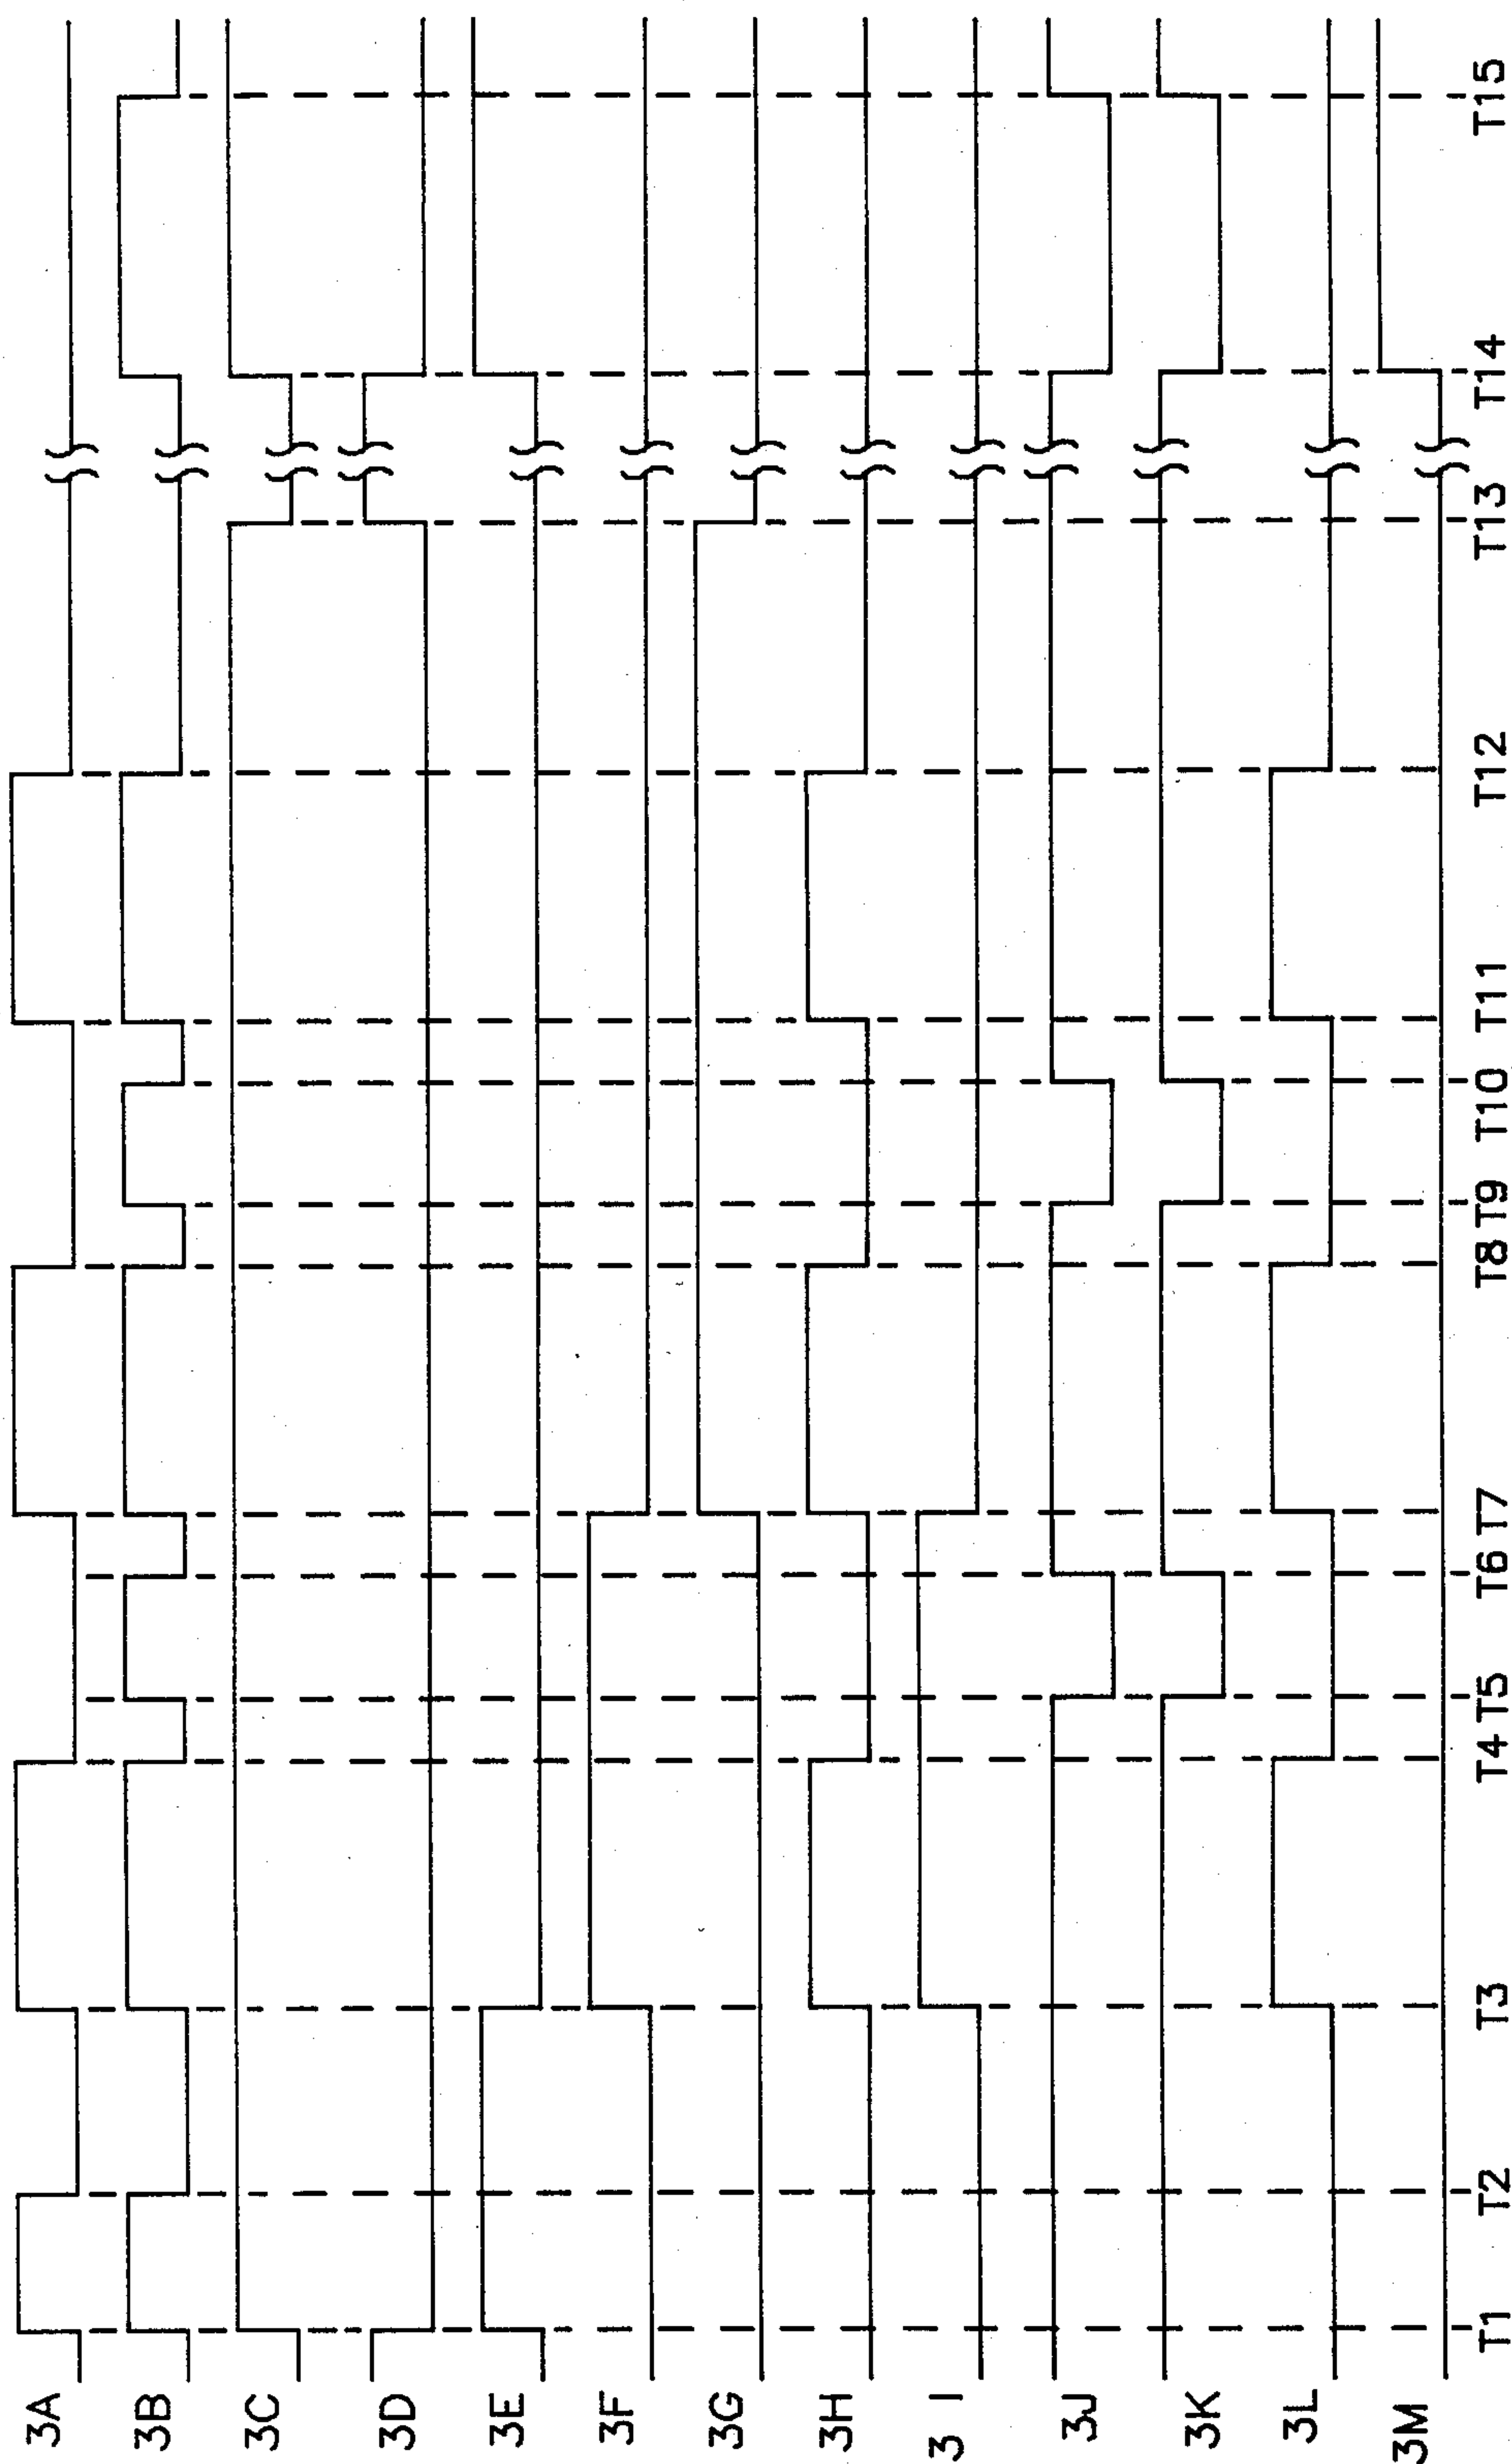 3A
3B
3C
3D
3E
3F
3G
3H
3 I
3J
3K
3L
3M
T1 T2 T3 T4 T5 T6 T7 T8 T9 T10 T11 T12 T13 T14 T15